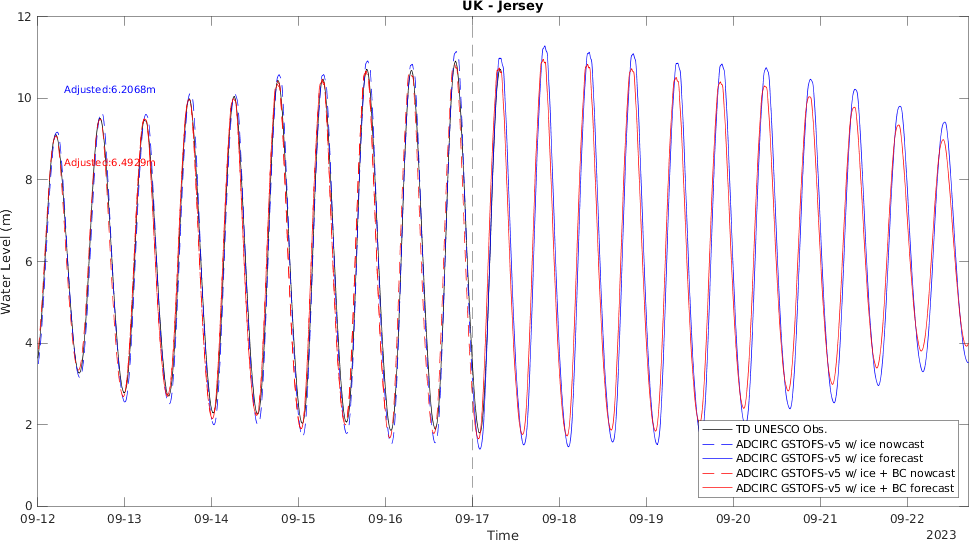 UK - Jersey
12
10
8
6
4
2
0
Water Level (m)
Adjusted:6.2068m
Adjusted:6.4929m
TD UNESCO Obs.
ADCIRC GSTOFS-v5 w/ ice nowcast
ADCIRC GSTOFS-v5 w/ ice forecast
ADCIRC GSTOFS-v5 w/ ice + BC nowcast
ADCIRC GSTOFS-v5 w/ ice + BC forecast
09-12 09-13 09-14 09-15 09-16 09-17 09-18 09-19 09-20 09-21 09-22
Time
2023